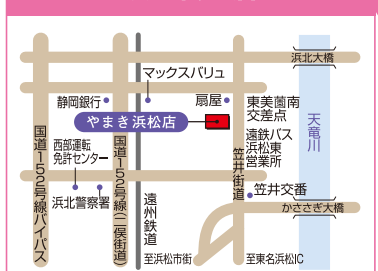 浜北大橋
マックスバリュ
静岡銀行
扇屋
東美薗南
交差点
やまき浜松店
遠鉄バス
浜松東
営業所
天竜川
国道152号線バイパス
西部運転
免許センター
国道152号線(二俣街道)
笠井街道
浜北警察署
遠州鉄道
笠井交番
かささぎ大橋
至浜松市街
至東名浜松IC